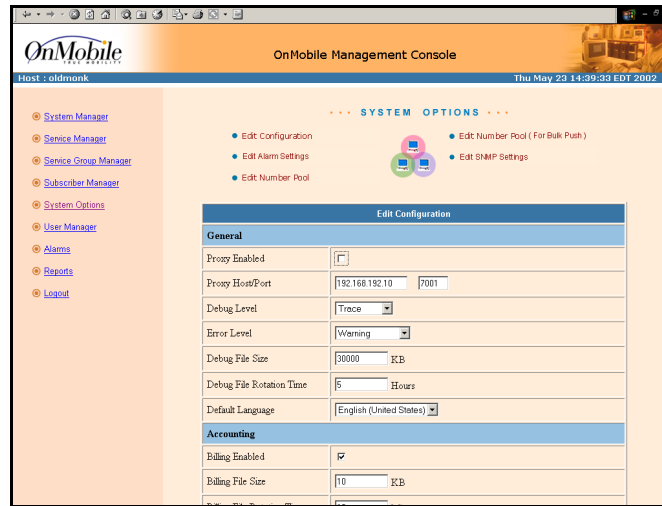 OnMobile
TRUE MOBILITY
OnMobile Management Console
Host : oldmonk
Thu May 23 14:39:33 EDT 2002
System Manager
Service Manager
Service Group Manager
Subscriber Manager
System Options
User Manager
Alarms
Reports
Logout
SYSTEM OPTIONS
Edit Configuration
Edit Number Pool ( For Bulk Push )
Edit Alarm Settings
Edit SNMP Settings
Edit Number Pool
Edit Configuration
General
Proxy Enabled
Proxy Host/Port 192.168.192.10 7001
Debug Level Trace
Error Level Warning
Debug File Size 30000 KB
Debug File Rotation Time 5 Hours
Default Language English (United States)
Accounting
Billing Enabled
Billing File Size 10 KB